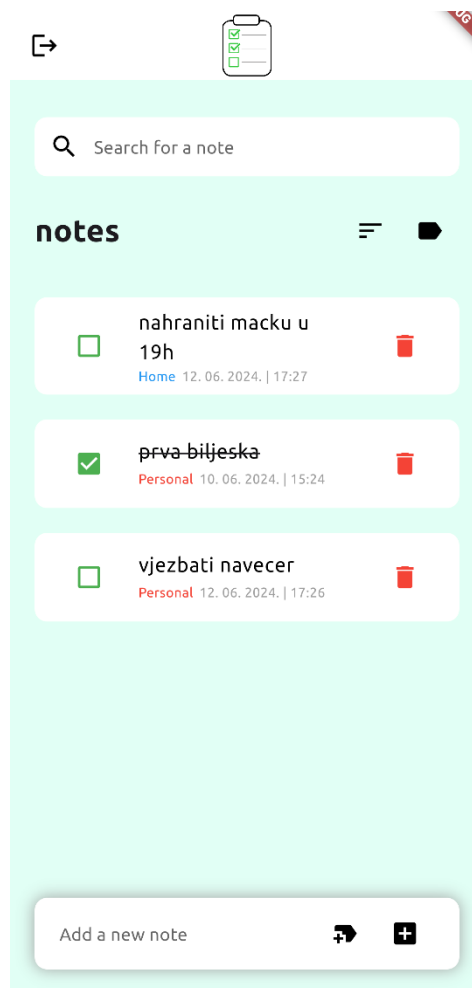 Search for a note
notes
nahraniti macku u
19h
Home 12. 06. 2024. | 17:27
prva biljeska
Personal 10. 06. 2024. | 15:24
vjezbati navecer
Personal 12. 06. 2024. | 17:26
Add a new note